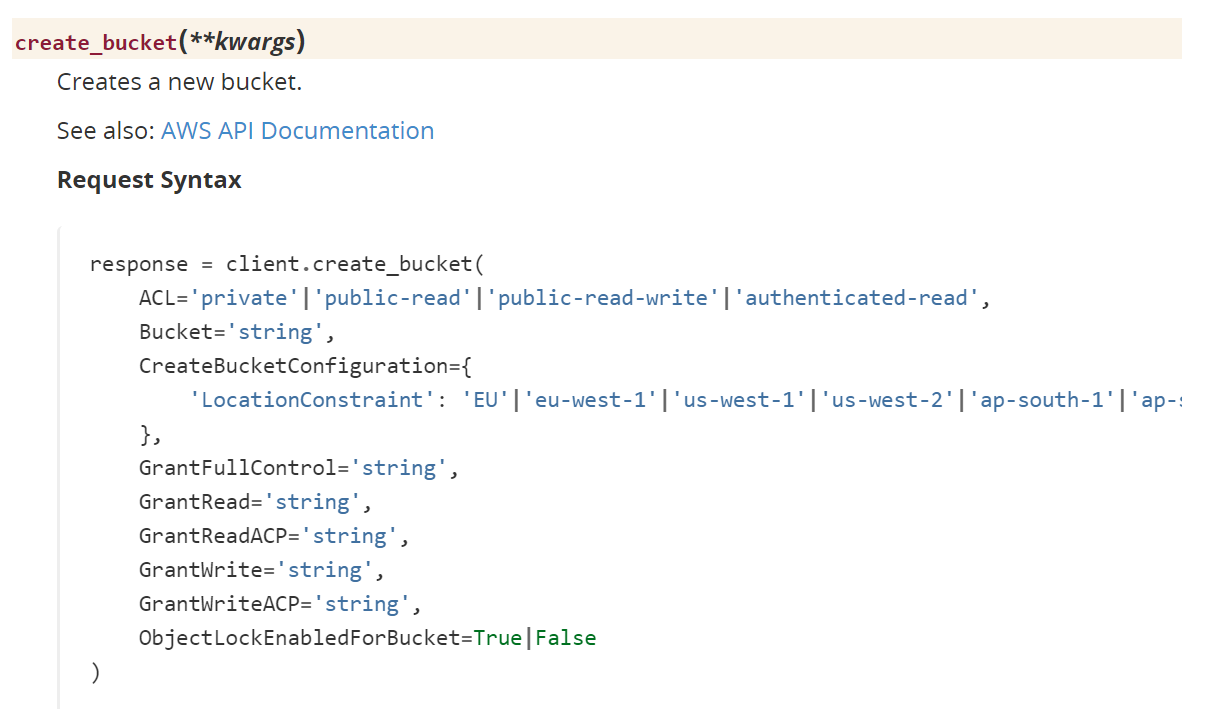 create_bucket(**kwargs)
Creates a new bucket.
See also: AWS API Documentation
Request Syntax
response = client.create_bucket(
    ACL='private'|'public-read'|'public-read-write'|'authenticated-read',
    Bucket='string',
    CreateBucketConfiguration={
        'LocationConstraint': 'EU'|'eu-west-1'|'us-west-1'|'us-west-2'|'ap-south-1'|'ap-
    },
    GrantFullControl='string',
    GrantRead='string',
    GrantReadACP='string',
    GrantWrite='string',
    GrantWriteACP='string',
    ObjectLockEnabledForBucket=True|False
)